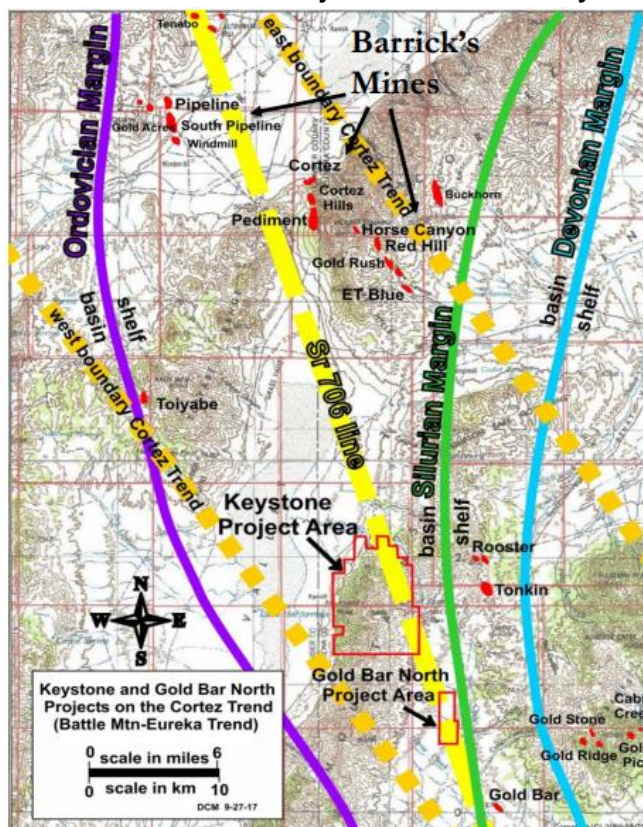 Tenabo
Barrick's
Mines
east boundary Cortez Trend
Ordovician Margin
Pipeline
Gold Acres
South Pipeline
Windmill
Cortez
Cortez
Hills
Pediment
Buckhorn
Horse Canyon
Red Hill
Gold Rush
ET Blue
Devonian Margin
basin
shelf
basin
shelf
west boundary Cortez Trend
Toiyabe
Sr 706 line
Silurian Margin
basin
shelf
Keystone
Project Area
Rooster
Tonkin
N
W
E
S
Gold Bar North
Project Area
Keystone and Gold Bar North
Projects on the Cortez Trend
(Battle Mtn-Eureka Trend)
0 scale in miles 6
0 scale in km 10
DCM 9-27-17
Gold Stone
Gold Ridge
Gold Bar